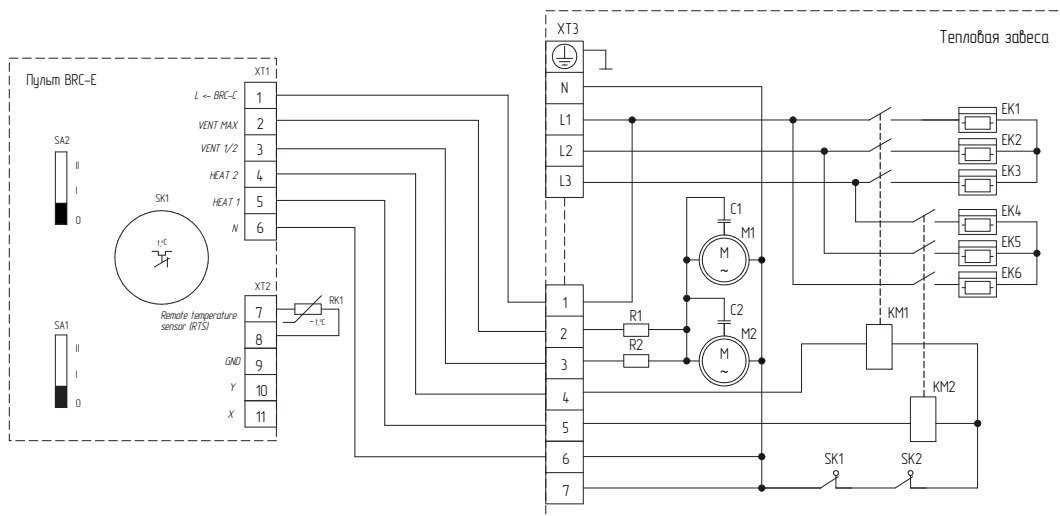 Пульт BRC-E
SA2
II
I
0
SK1
t,°C
SA1
II
I
0
XT1
L <- BRC-C 1
VENT MAX 2
VENT 1/2 3
HEAT 2 4
HEAT 1 5
N 6
XT2
Remote temperature
sensor (RTS)
7
8
GND 9
Y 10
X 11
RK1
– t,°C
Тепловая завеса
XT3
N
L1
L2
L3
1
2
3
4
5
6
7
R1
R2
C1
M1
M
~
C2
M2
M
~
EK1
EK2
EK3
EK4
EK5
EK6
KM1
KM2
SK1
SK2